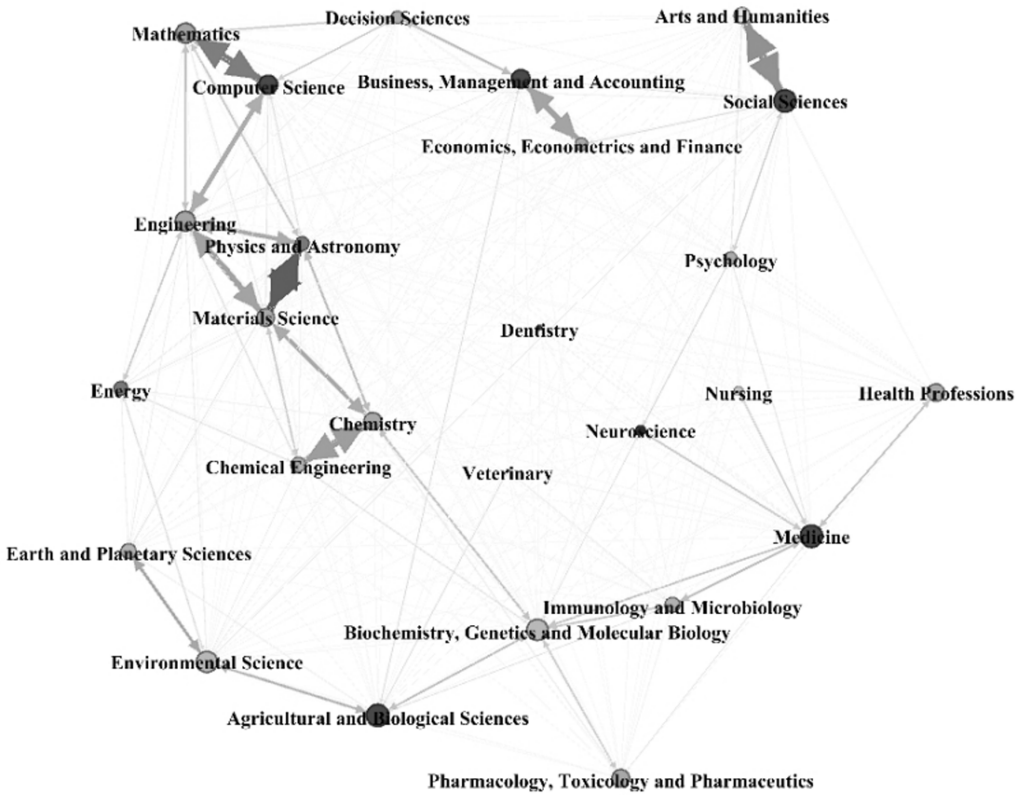 Decision Sciences
Arts and Humanities
Mathematics
Business, Management and Accounting
Computer Science
Social Sciences
Economics, Econometrics and Finance
Engineering
Physics and Astronomy
Psychology
Materials Science
Dentistry
Energy
Nursing
Health Professions
Chemistry
Neuroscience
Chemical Engineering
Veterinary
Medicine
Earth and Planetary Sciences
Immunology and Microbiology
Biochemistry, Genetics and Molecular Biology
Environmental Science
Agricultural and Biological Sciences
Pharmacology, Toxicology and Pharmaceutics